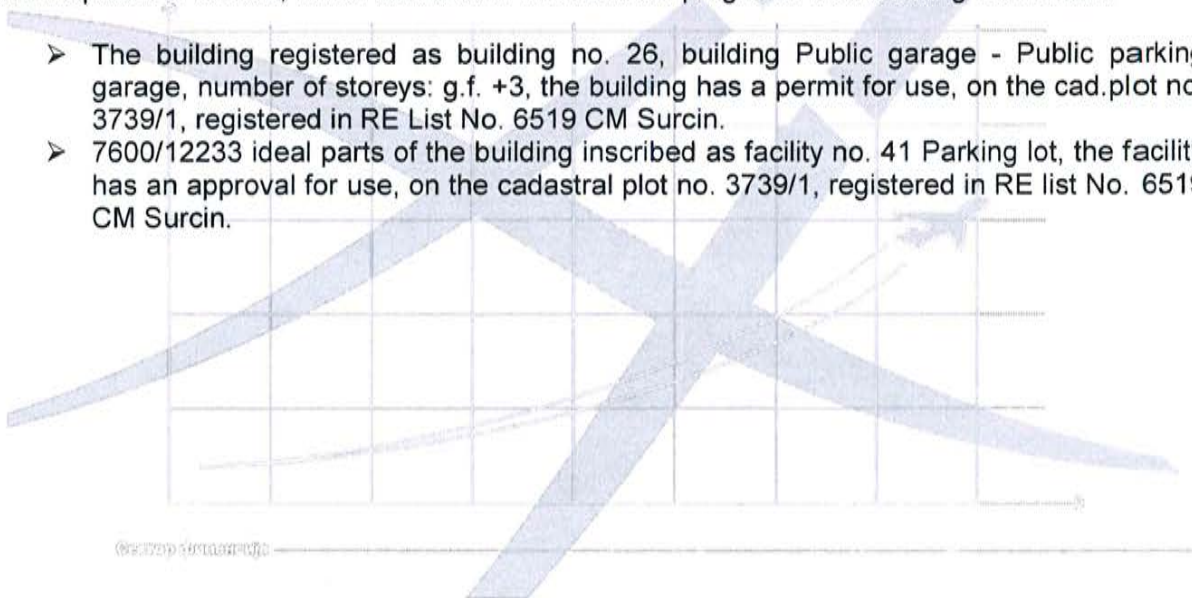 ➢ The building registered as building no. 26, building Public garage - Public parking
garage, number of storeys: g.f. +3, the building has a permit for use, on the cad.plot no
3739/1, registered in RE List No. 6519 CM Surcin.
➢ 7600/12233 ideal parts of the building inscribed as facility no. 41 Parking lot, the facilit
has an approval for use, on the cadastral plot no. 3739/1, registered in RE list No. 651
CM Surcin.